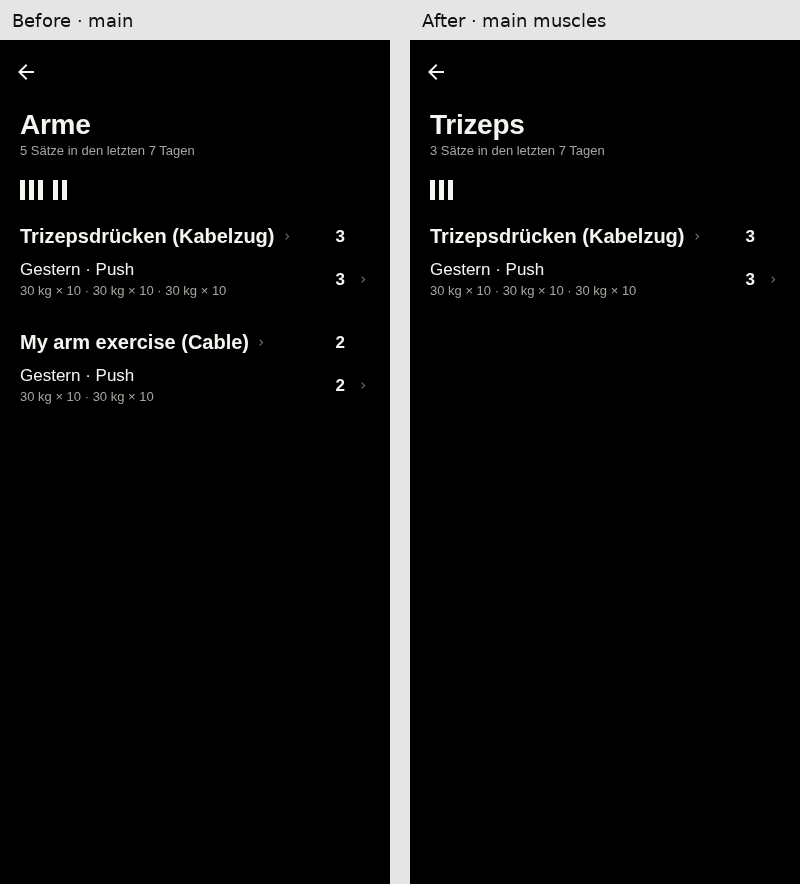 Before · main
Arme
5 Sätze in den letzten 7 Tagen
Trizepsdrücken (Kabelzug) › 3
Gestern · Push
30 kg × 10 · 30 kg × 10 · 30 kg × 10
3 ›
My arm exercise (Cable) › 2
Gestern · Push
30 kg × 10 · 30 kg × 10
2 ›
After · main muscles
Trizeps
3 Sätze in den letzten 7 Tagen
Trizepsdrücken (Kabelzug) › 3
Gestern · Push
30 kg × 10 · 30 kg × 10 · 30 kg × 10
3 ›